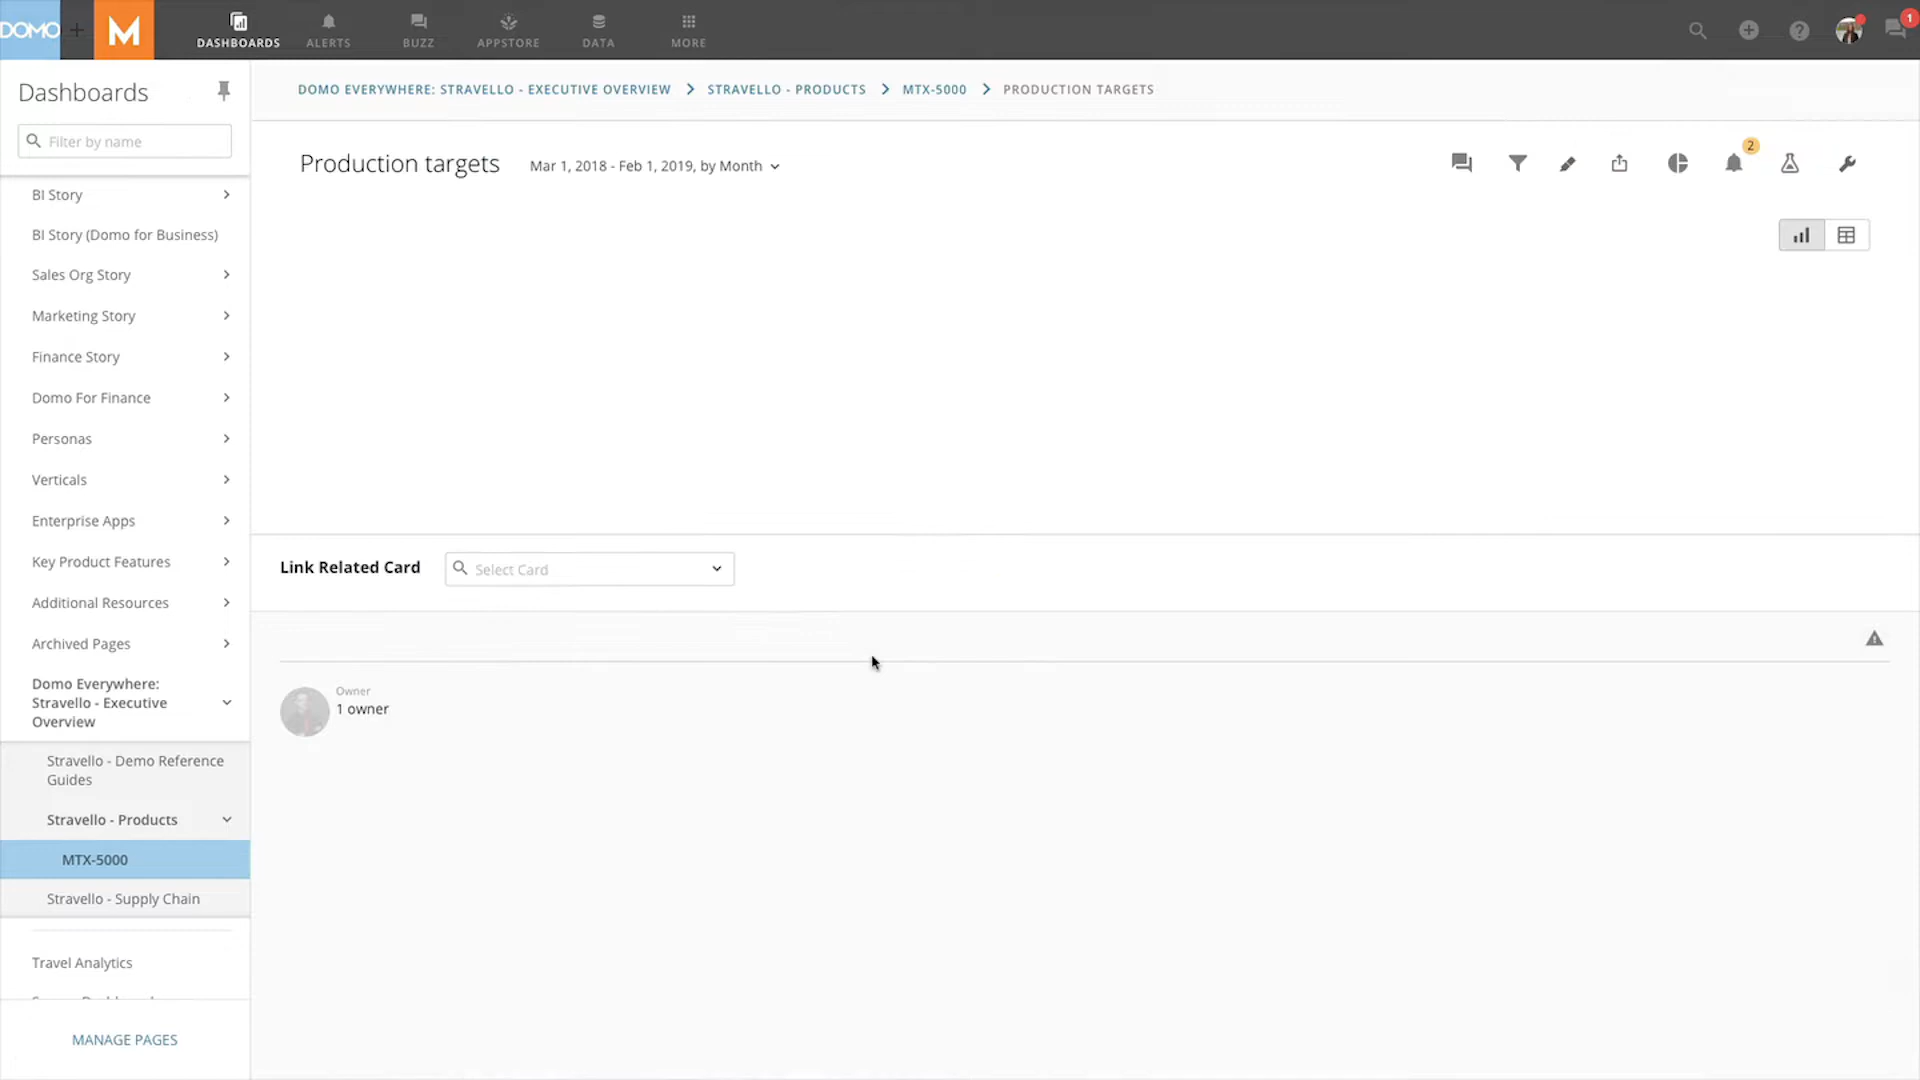 DOMO
M
DASHBOARDS
ALERTS
BUZZ
APPSTORE
DATA
MORE
1
Dashboards
Filter by name
BI Story
BI Story (Domo for Business)
Sales Org Story
Marketing Story
Finance Story
Domo For Finance
Personas
Verticals
Enterprise Apps
Key Product Features
Additional Resources
Archived Pages
Domo Everywhere:
Stravello - Executive
Overview
Stravello - Demo Reference
Guides
Stravello - Products
MTX-5000
Stravello - Supply Chain
Travel Analytics
MANAGE PAGES
DOMO EVERYWHERE: STRAVELLO - EXECUTIVE OVERVIEW > STRAVELLO - PRODUCTS > MTX-5000 > PRODUCTION TARGETS
Production targets
Mar 1, 2018 - Feb 1, 2019, by Month
2
Link Related Card
Select Card
Owner
1 owner